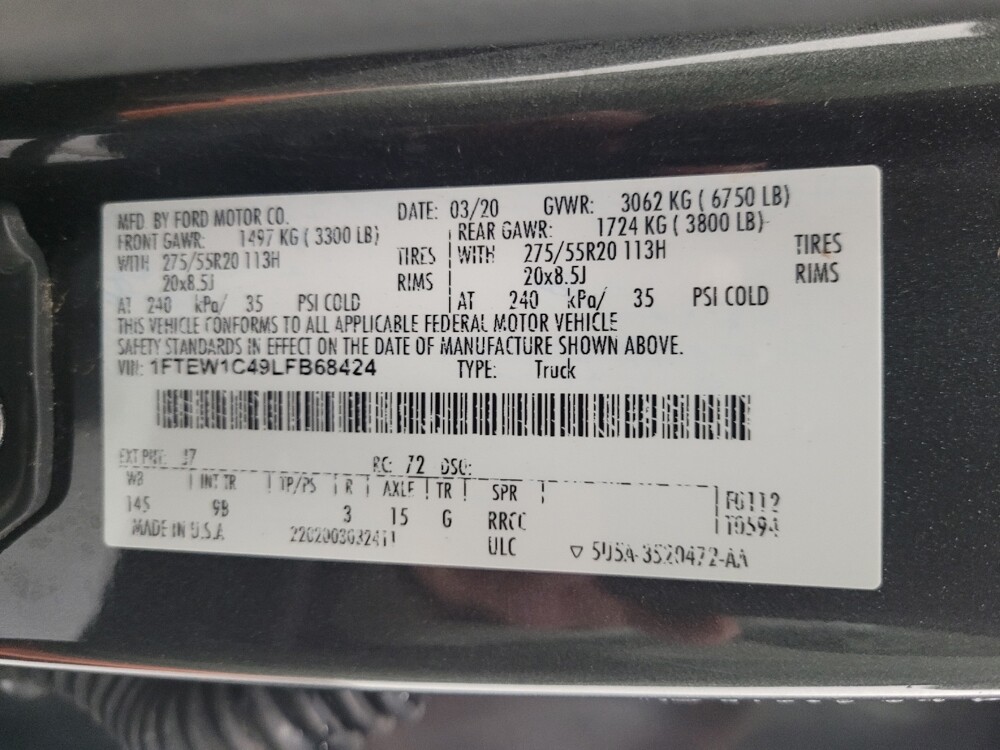 MFD. BY FORD MOTOR CO. DATE: 03/20 GVWR: 3062 KG ( 6750 LB)
FRONT GAWR: 1497 KG ( 3300 LB) REAR GAWR: 1724 KG ( 3800 LB)
WITH 275/55R20 113H TIRES WITH 275/55R20 113H TIRES
20x8.5J RIMS 20x8.5J RIMS
AT 240 kPa/ 35 PSI COLD AT 240 kPa/ 35 PSI COLD
THIS VEHICLE CONFORMS TO ALL APPLICABLE FEDERAL MOTOR VEHICLE
SAFETY STANDARDS IN EFFECT ON THE DATE OF MANUFACTURE SHOWN ABOVE.
VIN: 1FTEW1C49LFB68424 TYPE: Truck
EXT PNT: RC: 72 DSO:
WB INT TR TP/PS R AXLE TR SPR
145 9B 3 15 G RRCC
F0112
T0594
MADE IN U.S.A ULC